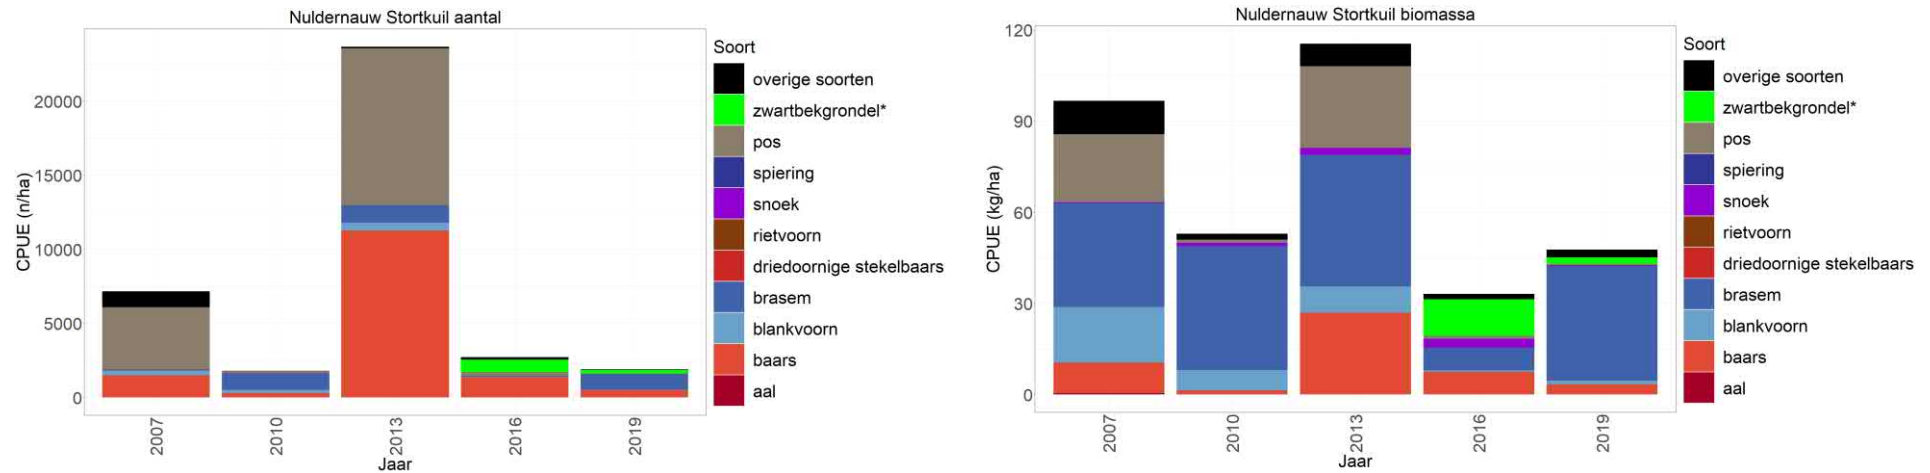 Nuldernauw Stortkuil aantal
CPUE (n/ha)
20000
15000
10000
5000
0
2007
2010
2013
2016
2019
Jaar
Soort
overige soorten
zwartbekgrondel*
pos
spiering
snoek
rietvoorn
driedoornige stekelbaars
brasem
blankvoorn
baars
aal
Nuldernauw Stortkuil biomassa
CPUE (kg/ha)
120
90
60
30
0
2007
2010
2013
2016
2019
Jaar
Soort
overige soorten
zwartbekgrondel*
pos
spiering
snoek
rietvoorn
driedoornige stekelbaars
brasem
blankvoorn
baars
aal